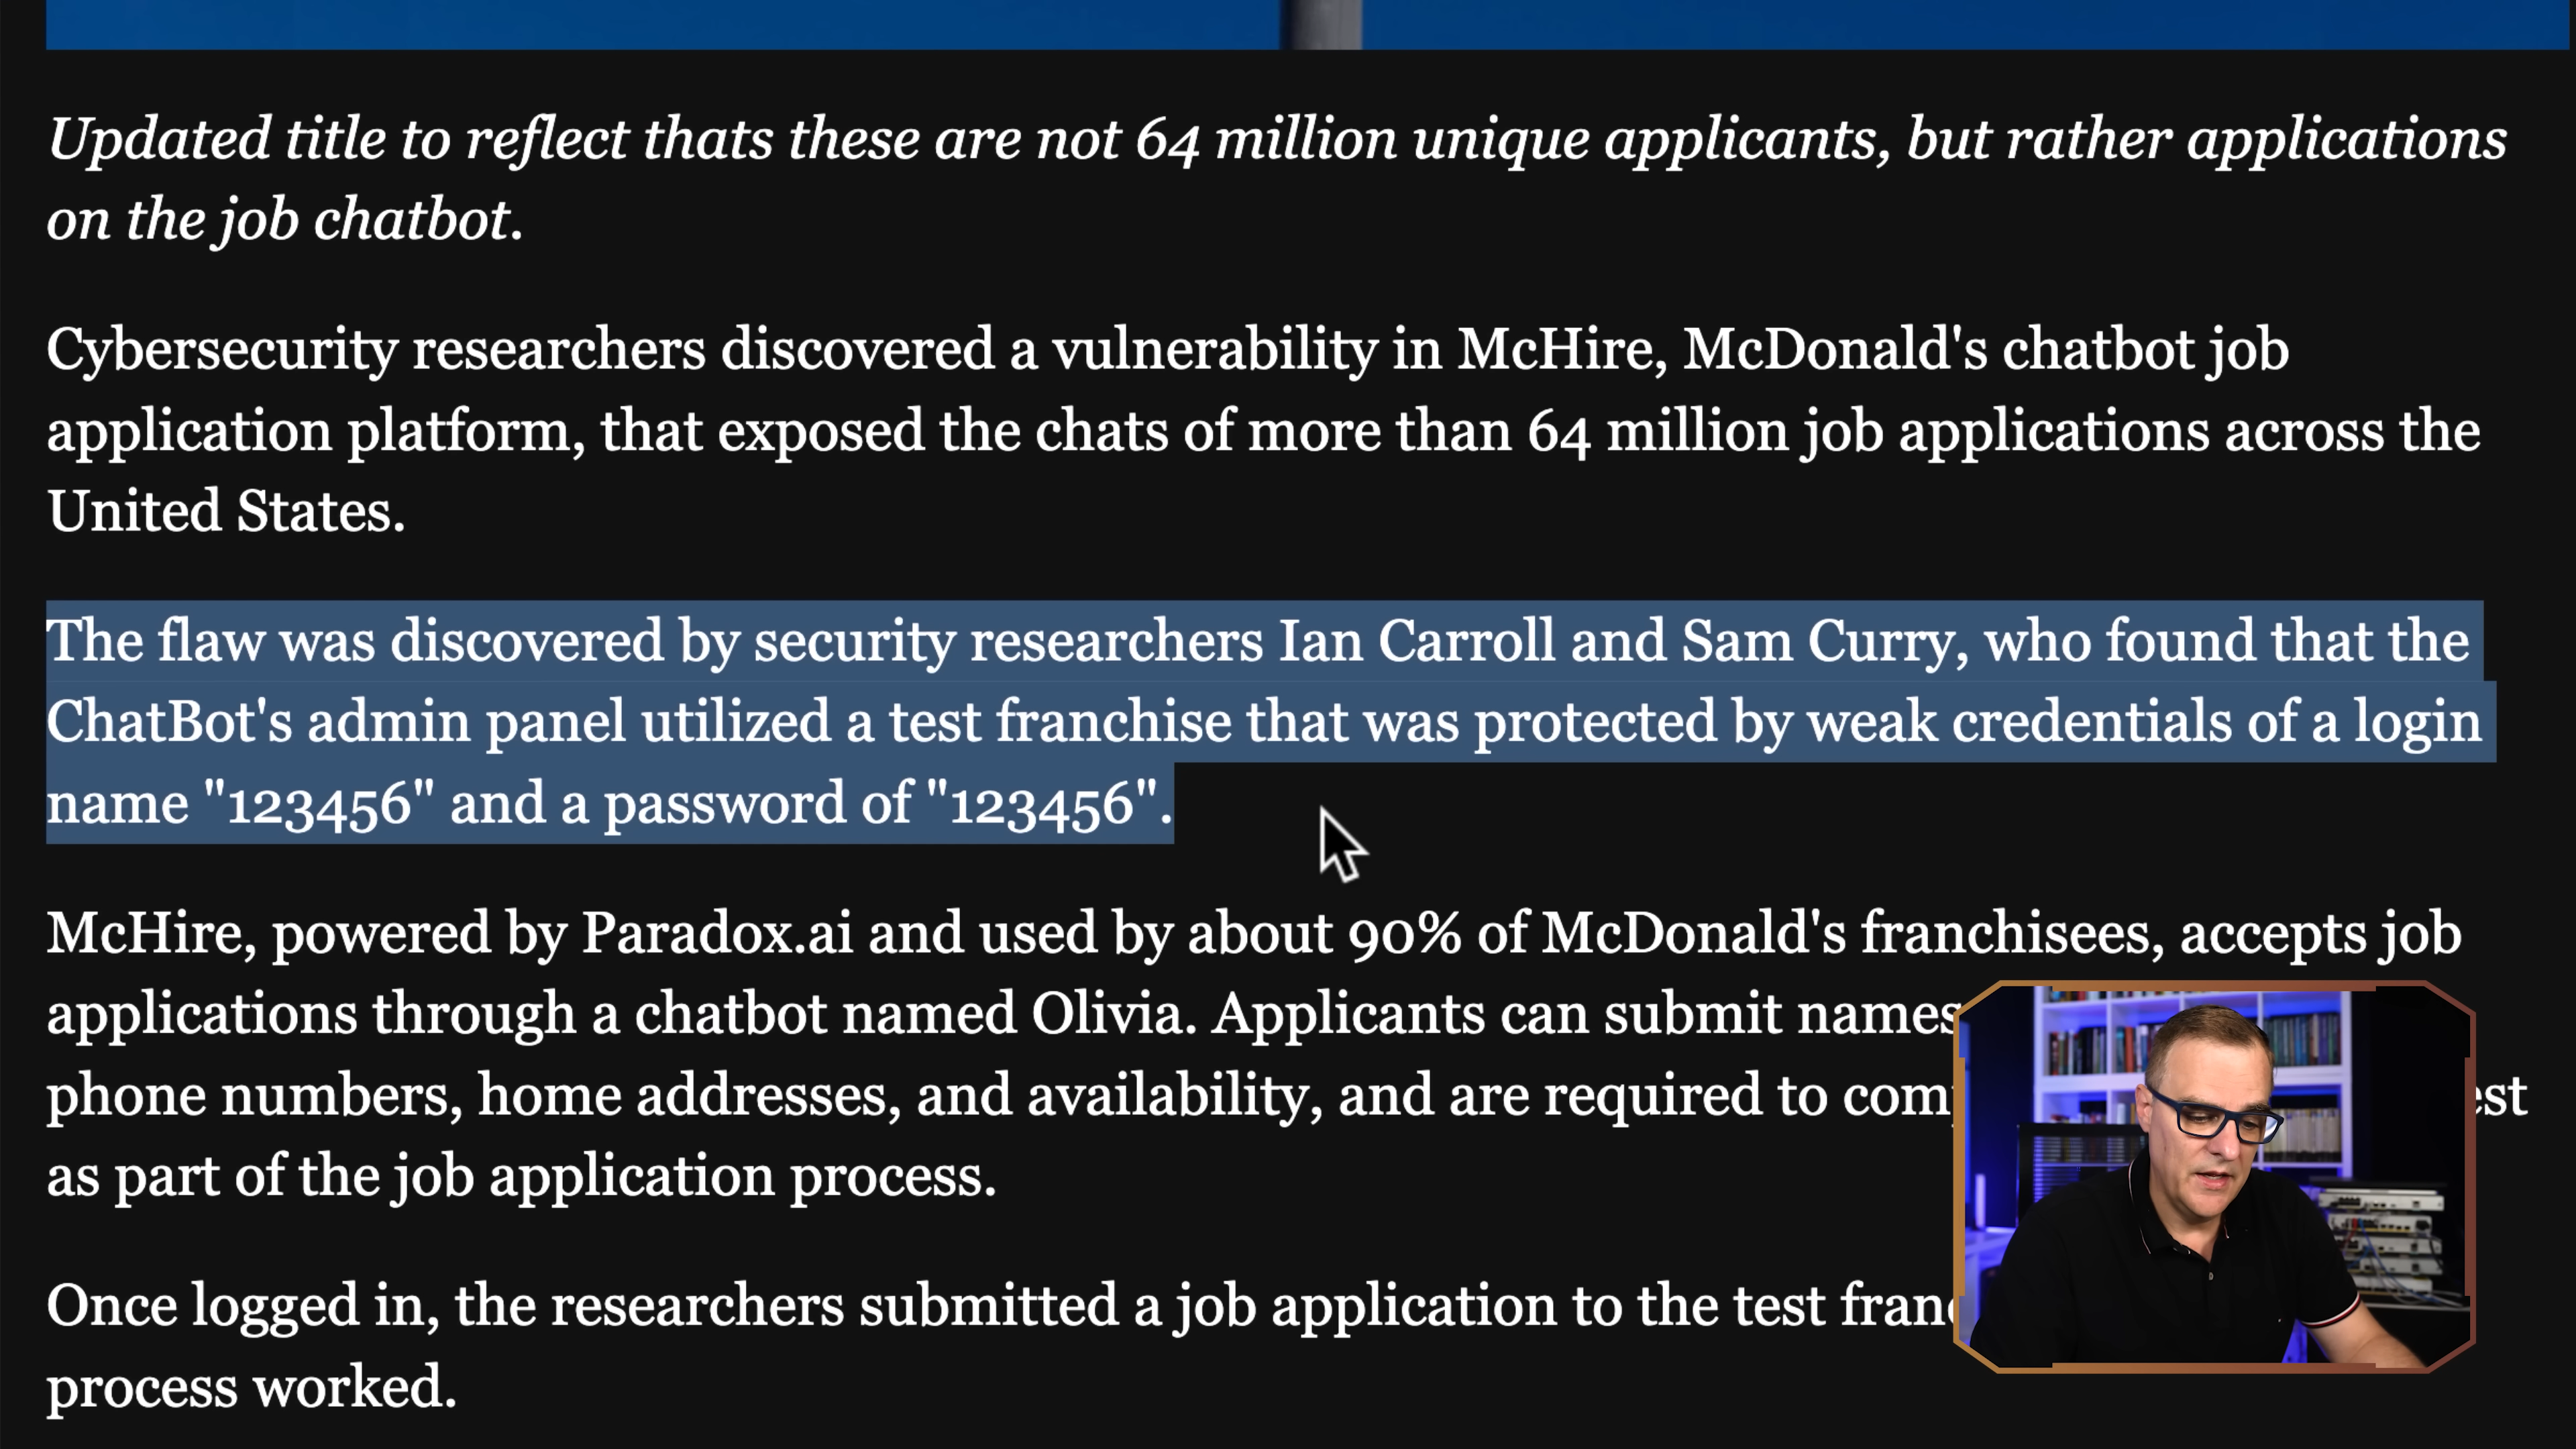 Updated title to reflect thats these are not 64 million unique applicants, but rather applications
on the job chatbot.
Cybersecurity researchers discovered a vulnerability in McHire, McDonald's chatbot job
application platform, that exposed the chats of more than 64 million job applications across the
United States.
The flaw was discovered by security researchers Ian Carroll and Sam Curry, who found that the
ChatBot's admin panel utilized a test franchise that was protected by weak credentials of a login
name "123456" and a password of "123456".
McHire, powered by Paradox.ai and used by about 90% of McDonald's franchisees, accepts job
applications through a chatbot named Olivia. Applicants can submit names
phone numbers, home addresses, and availability, and are required to
as part of the job application process.
Once logged in, the researchers submitted a job application to the test
process worked.